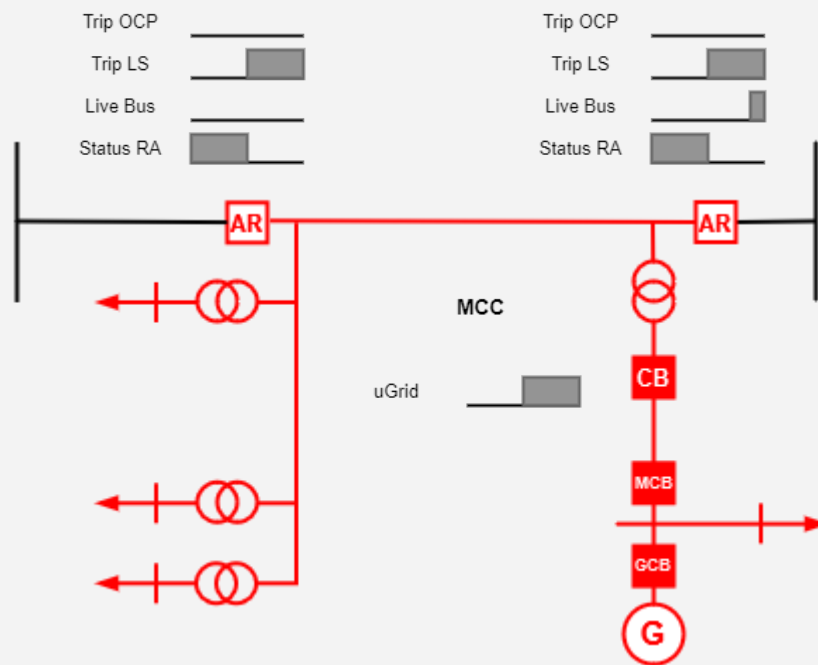 Trip OCP
Trip LS
Live Bus
Status RA
Trip OCP
Trip LS
Live Bus
Status RA
AR
AR
MCC
uGrid
CB
MCB
GCB
G